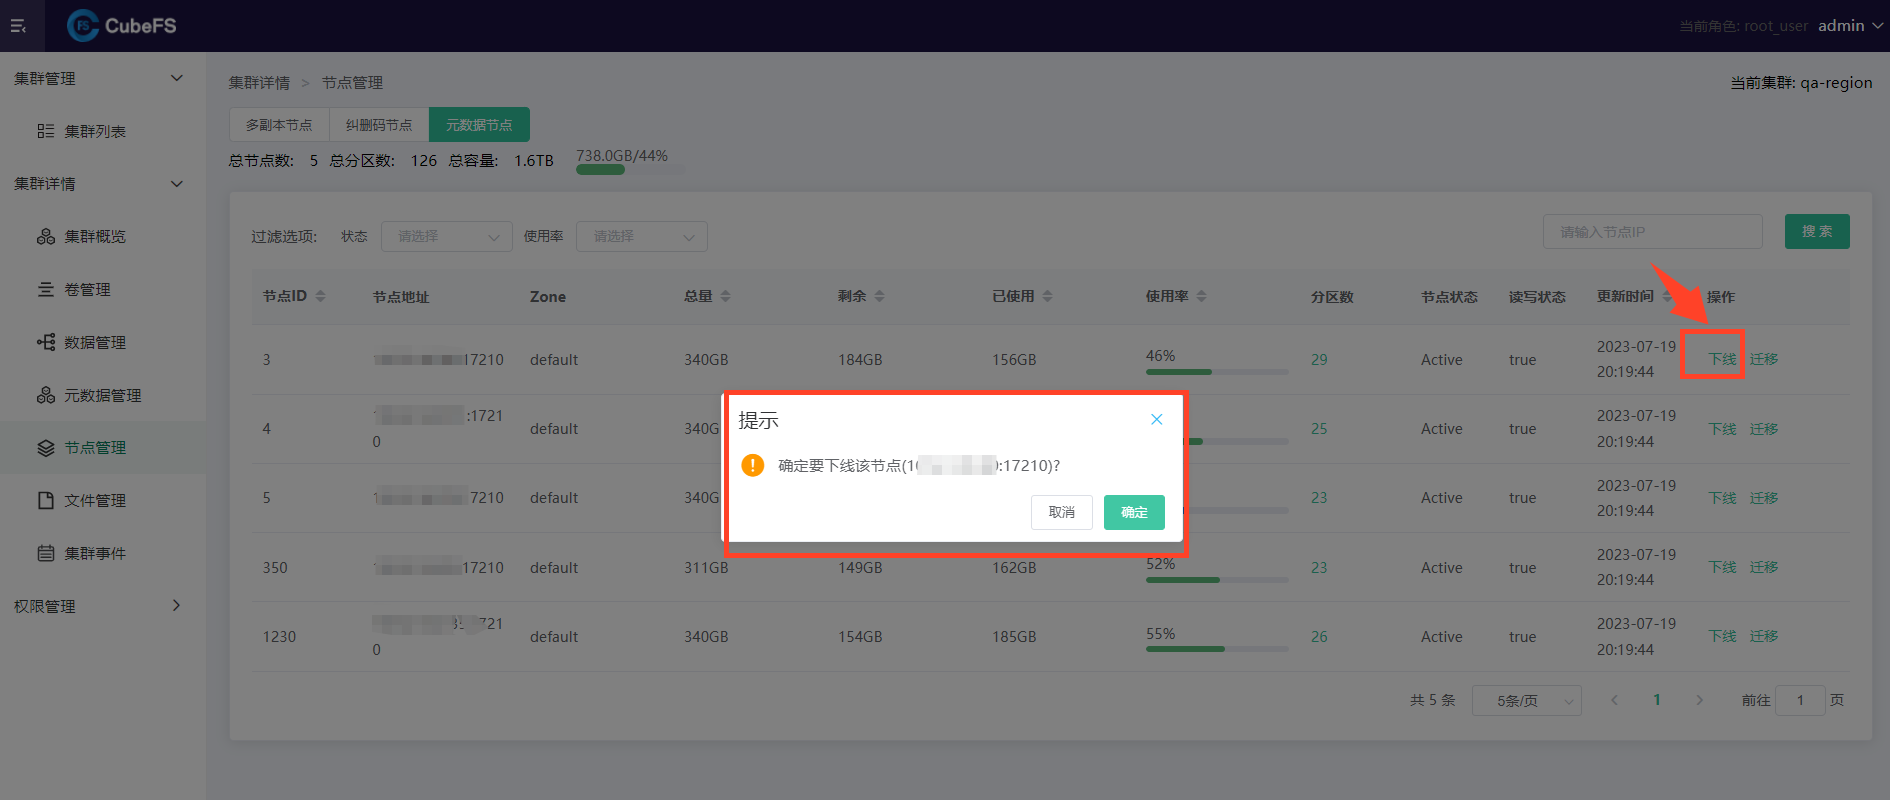 CubeFS
当前角色: root_user admin
集群管理
集群列表
集群详情
集群概览
卷管理
数据管理
元数据管理
节点管理
文件管理
集群事件
权限管理
集群详情 > 节点管理
当前集群: qa-region
多副本节点 纠删码节点 元数据节点
总节点数: 5 总分区数: 126 总容量: 1.6TB 738.0GB/44%
过滤选项: 状态 请选择 使用率 请选择 请输入节点IP 搜 索
节点ID 节点地址 Zone 总量 剩余 已使用 使用率 分区数 节点状态 读写状态 更新时间 操作
3 17210 default 340GB 184GB 156GB 46% 29 Active true 2023-07-19 20:19:44 下线 迁移
4 :1721
0 default 340G 25 Active true 2023-07-19 20:19:44 下线 迁移
5 7210 default 340G 23 Active true 2023-07-19 20:19:44 下线 迁移
350 17210 default 311GB 149GB 162GB 52% 23 Active true 2023-07-19 20:19:44 下线 迁移
1230 721
0 default 340GB 154GB 185GB 55% 26 Active true 2023-07-19 20:19:44 下线 迁移
提示
确定要下线该节点(1 :17210)?
取消 确定
共 5 条 5条/页 1 前往 1 页